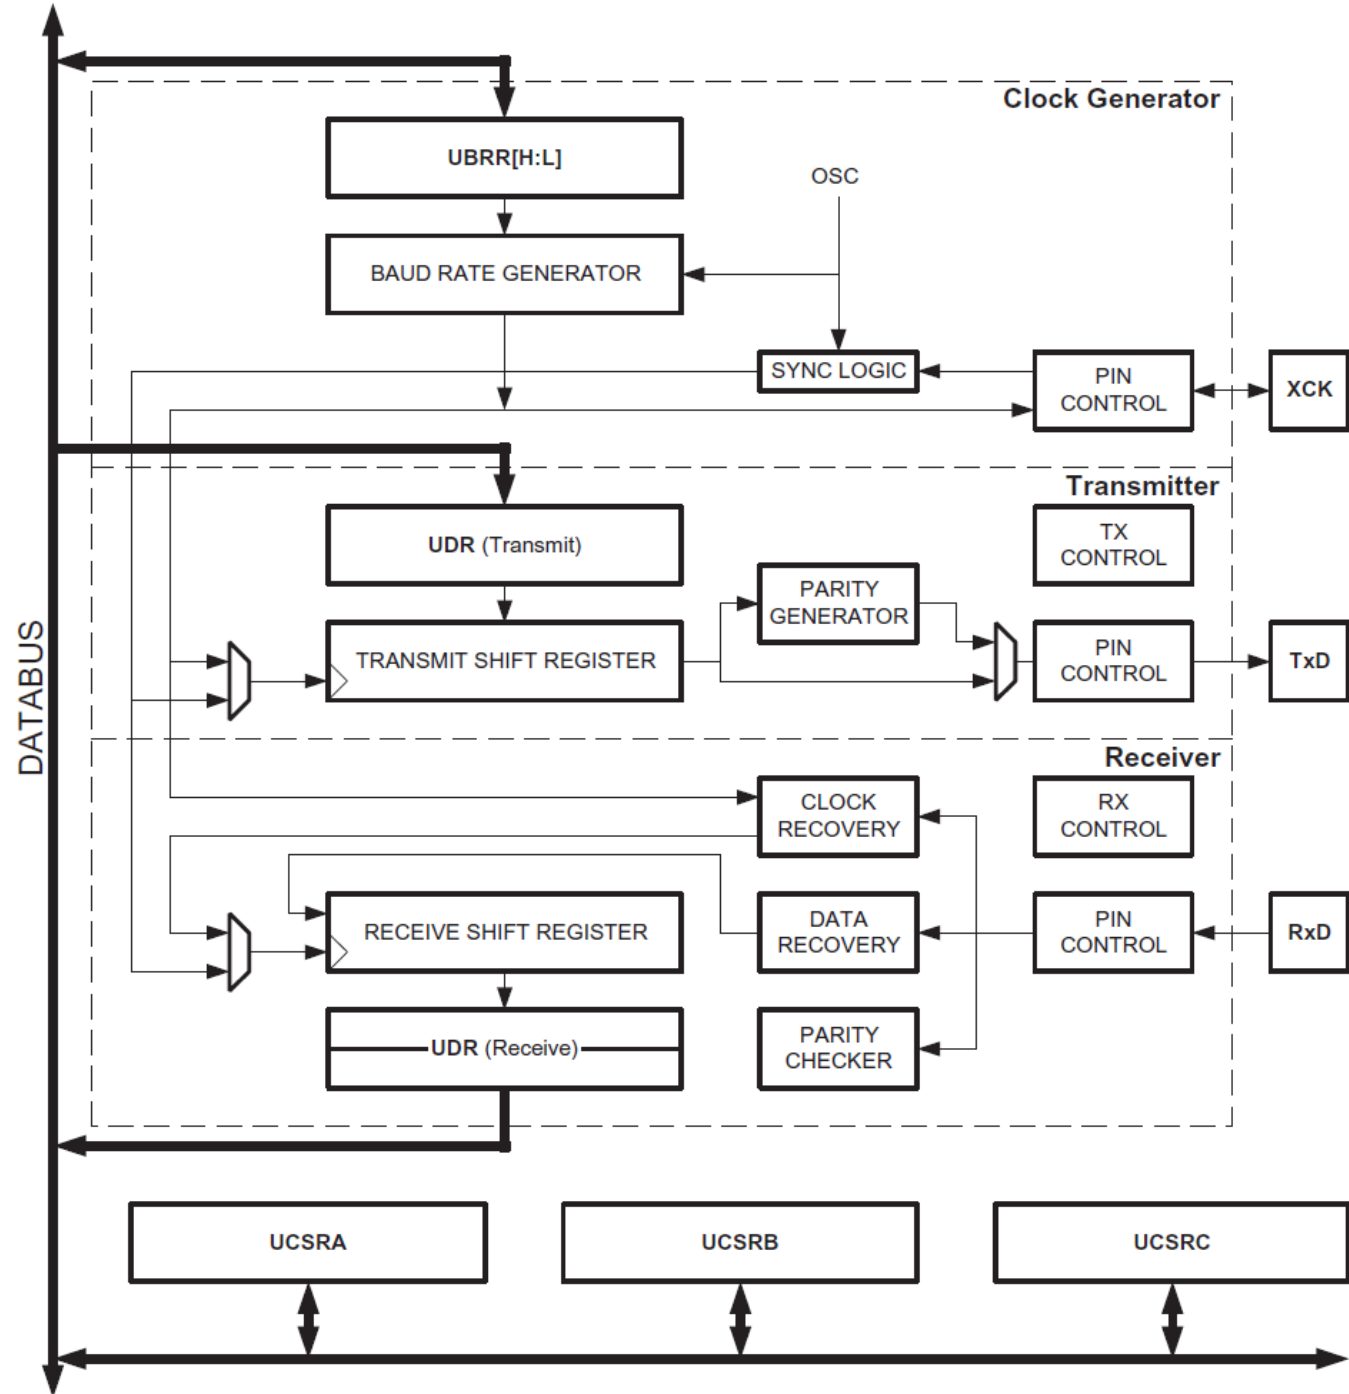 Clock Generator
UBRR[H:L]
OSC
BAUD RATE GENERATOR
SYNC LOGIC
PIN
CONTROL
XCK
Transmitter
UDR (Transmit)
TX
CONTROL
PARITY
GENERATOR
TRANSMIT SHIFT REGISTER
PIN
CONTROL
TxD
DATABUS
Receiver
CLOCK
RECOVERY
RX
CONTROL
RECEIVE SHIFT REGISTER
DATA
RECOVERY
PIN
CONTROL
RxD
UDR (Receive)
PARITY
CHECKER
UCSRA
UCSRB
UCSRC